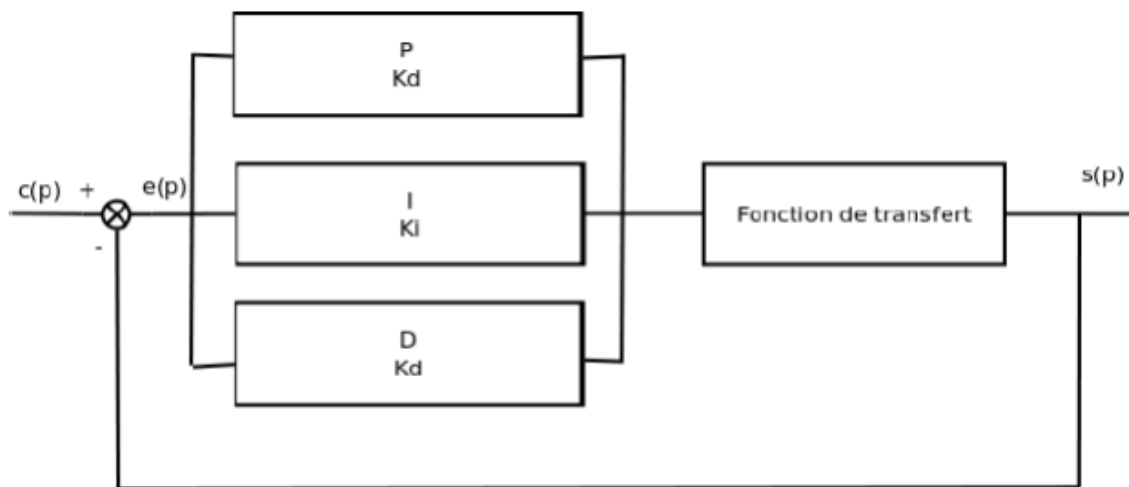 P
Kd
c(p)
+
e(p)
I
Ki
Fonction de transfert
s(p)
-
D
Kd